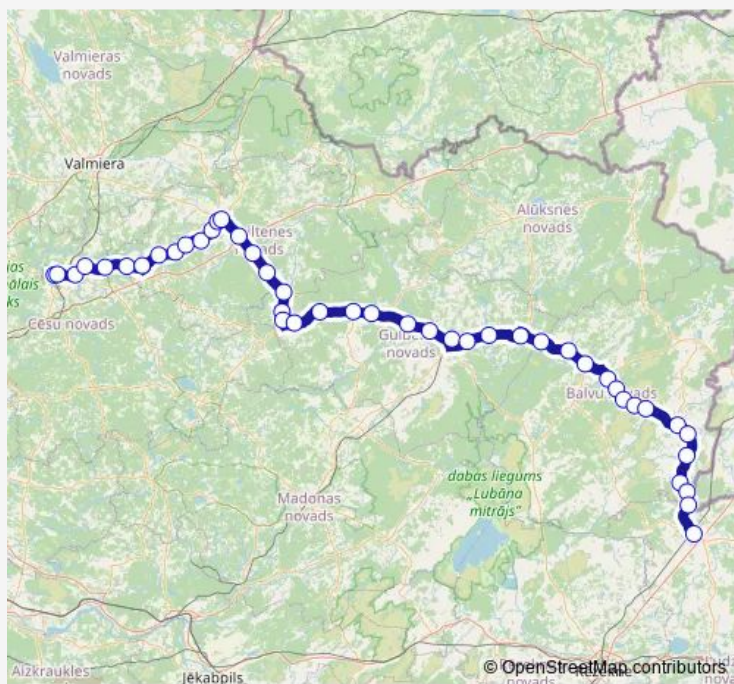 Valmieras
novads
Valmiera
Alūksnes
novads
novads
Cēsu novads
novads
Balvu novads
dabas liegums
„Lubāna
mitrājs"
Madonas
novads
Aizkraukles
Jēkabpils
© OpenStreetMap contributors